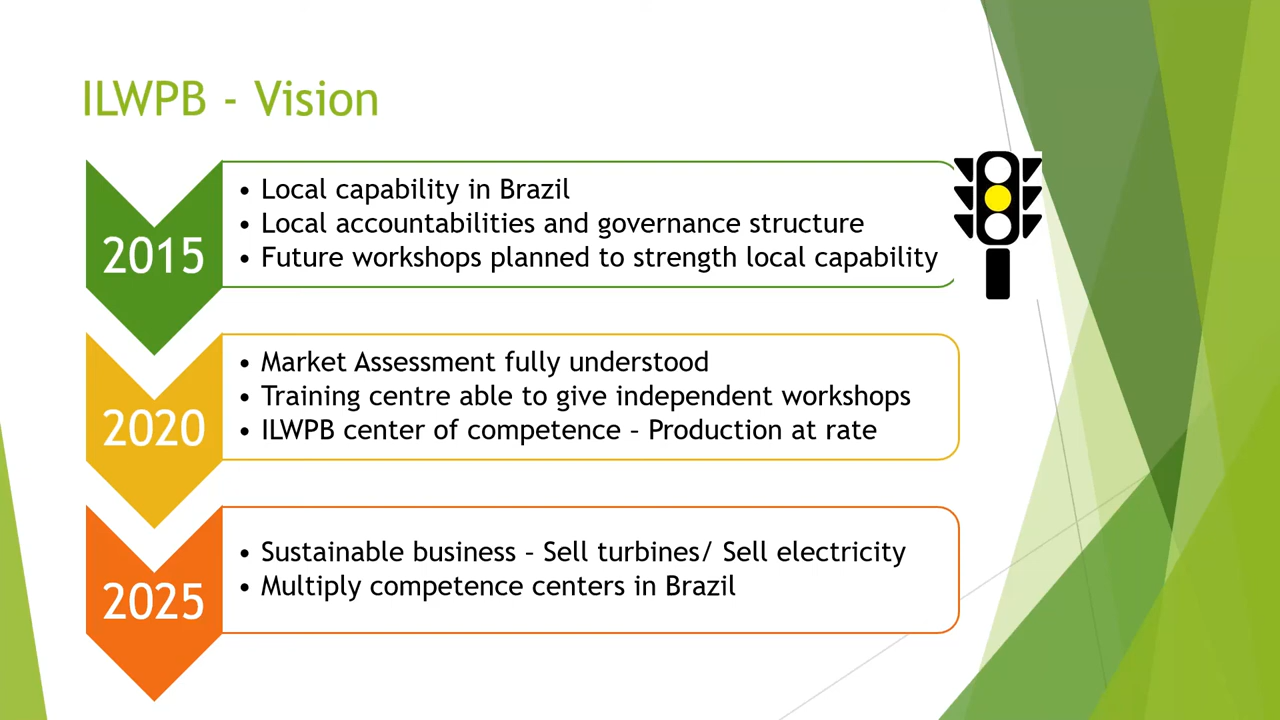 ILWPB - Vision
2015
• Local capability in Brazil
• Local accountabilities and governance structure
• Future workshops planned to strength local capability
2020
• Market Assessment fully understood
• Training centre able to give independent workshops
• ILWPB center of competence – Production at rate
2025
• Sustainable business – Sell turbines/ Sell electricity
• Multiply competence centers in Brazil